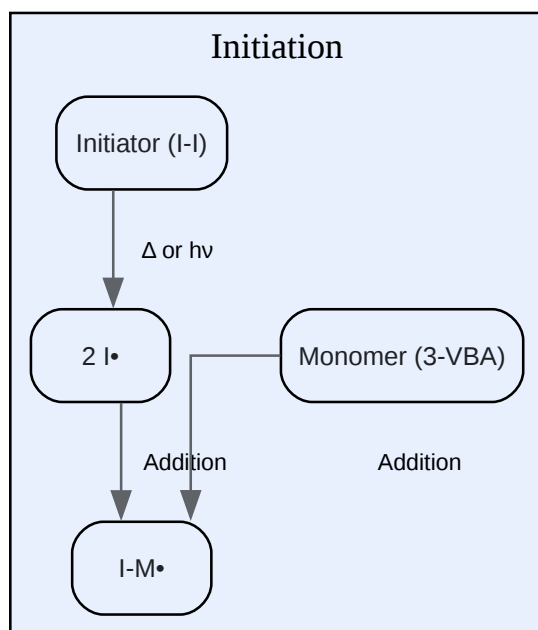 Initiation
Initiator (I-I)
Δ or hν
2 I•
Monomer (3-VBA)
Addition
Addition
I-M•